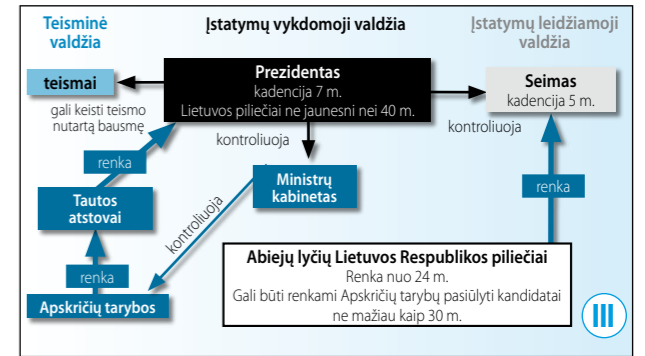 Teisminė
valdžia
Įstatymų vykdomoji valdžia
Įstatymų leidžiamoji
valdžia
teismai
gali keisti teismo
nutartą bausmę
Prezidentas
kadencija 7 m.
Lietuvos piliečiai ne jaunesni nei 40 m.
Seimas
kadencija 5 m.
kontroliuoja
kontroliuoja
renka
Tautos
atstovai
Ministrų
kabinetas
kontroliuoja
renka
renka
Apskričių tarybos
Abiejų lyčių Lietuvos Respublikos piliečiai
Renka nuo 24 m.
Gali būti renkami Apskričių tarybų pasiūlyti kandidatai
ne mažiau kaip 30 m.
III